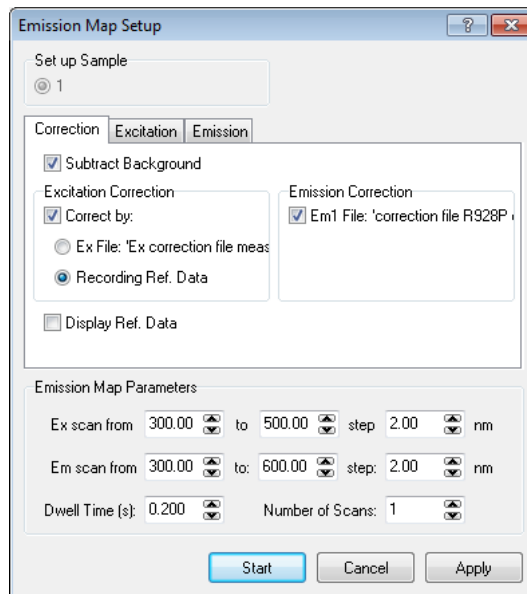 Emission Map Setup
Set up Sample
1
Correction Excitation Emission
Subtract Background
Excitation Correction
Correct by:
Ex File: 'Ex correction file meas
Recording Ref. Data
Display Ref. Data
Emission Correction
Em1 File: 'correction file R928P
Emission Map Parameters
Ex scan from 300.00 to 500.00 step 2.00 nm
Em scan from 300.00 to: 600.00 step: 2.00 nm
Dwell Time (s): 0.200 Number of Scans: 1
Start Cancel Apply